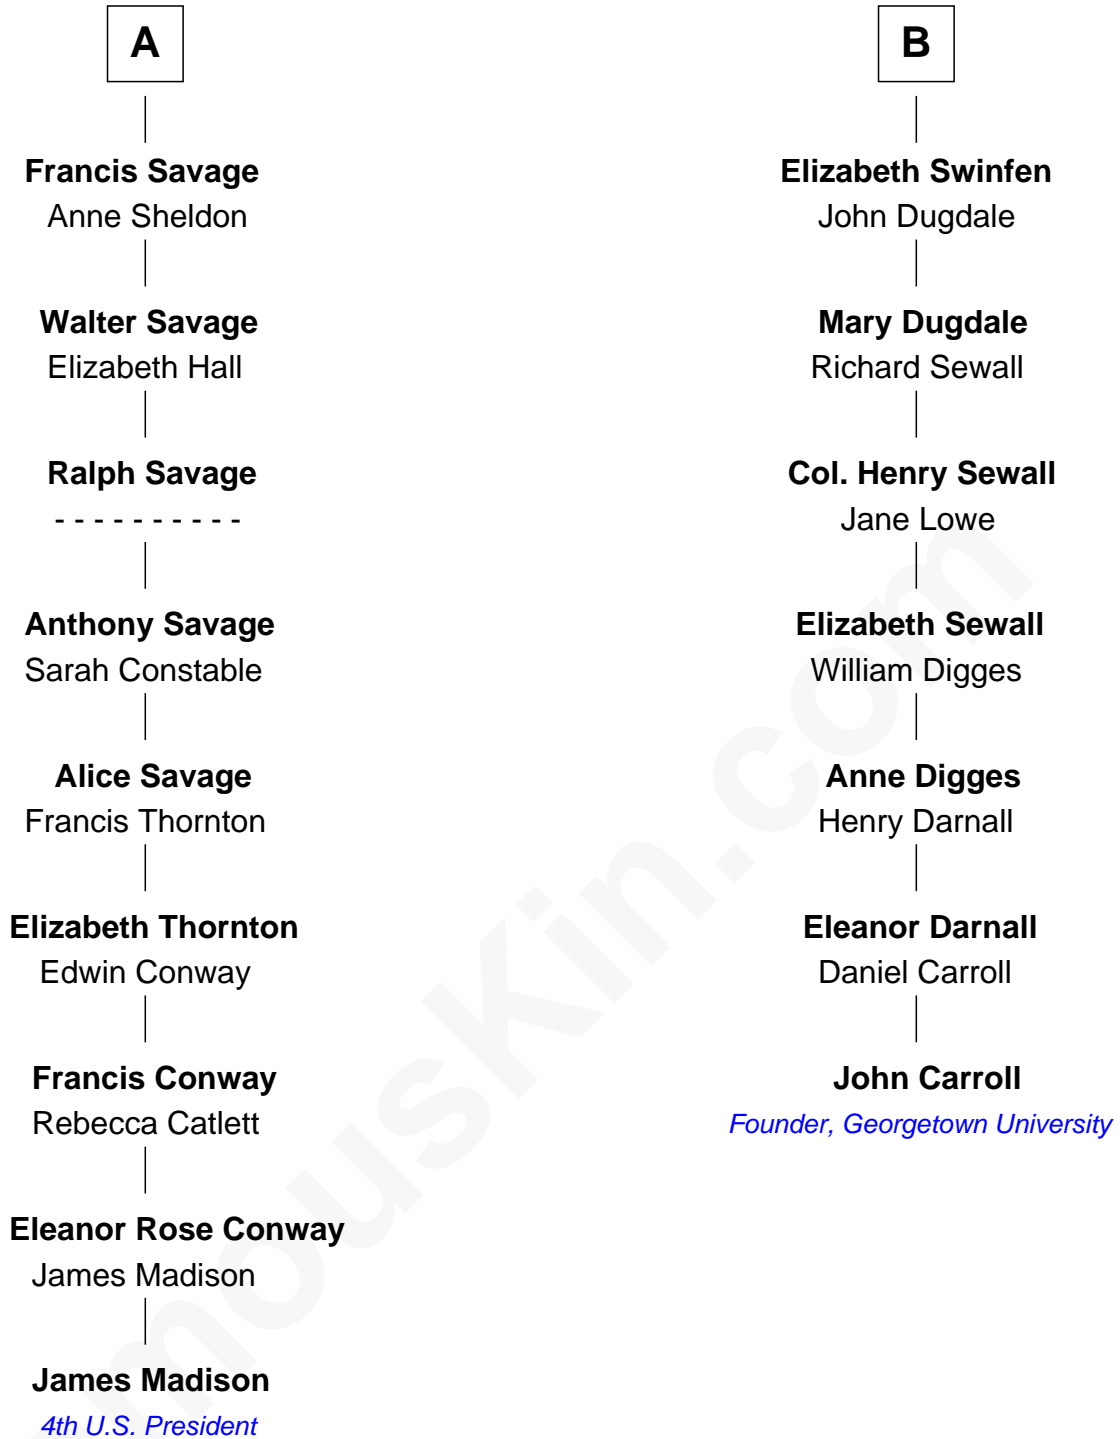 A
Francis Savage
Anne Sheldon
Walter Savage
Elizabeth Hall
Ralph Savage
- - - - - - - - - -
Anthony Savage
Sarah Constable
Alice Savage
Francis Thornton
Elizabeth Thornton
Edwin Conway
Francis Conway
Rebecca Catlett
Eleanor Rose Conway
James Madison
James Madison
4th U.S. President
B
Elizabeth Swinfen
John Dugdale
Mary Dugdale
Richard Sewall
Col. Henry Sewall
Jane Lowe
Elizabeth Sewall
William Digges
Anne Digges
Henry Darnall
Eleanor Darnall
Daniel Carroll
John Carroll
Founder, Georgetown University
mousKin.com